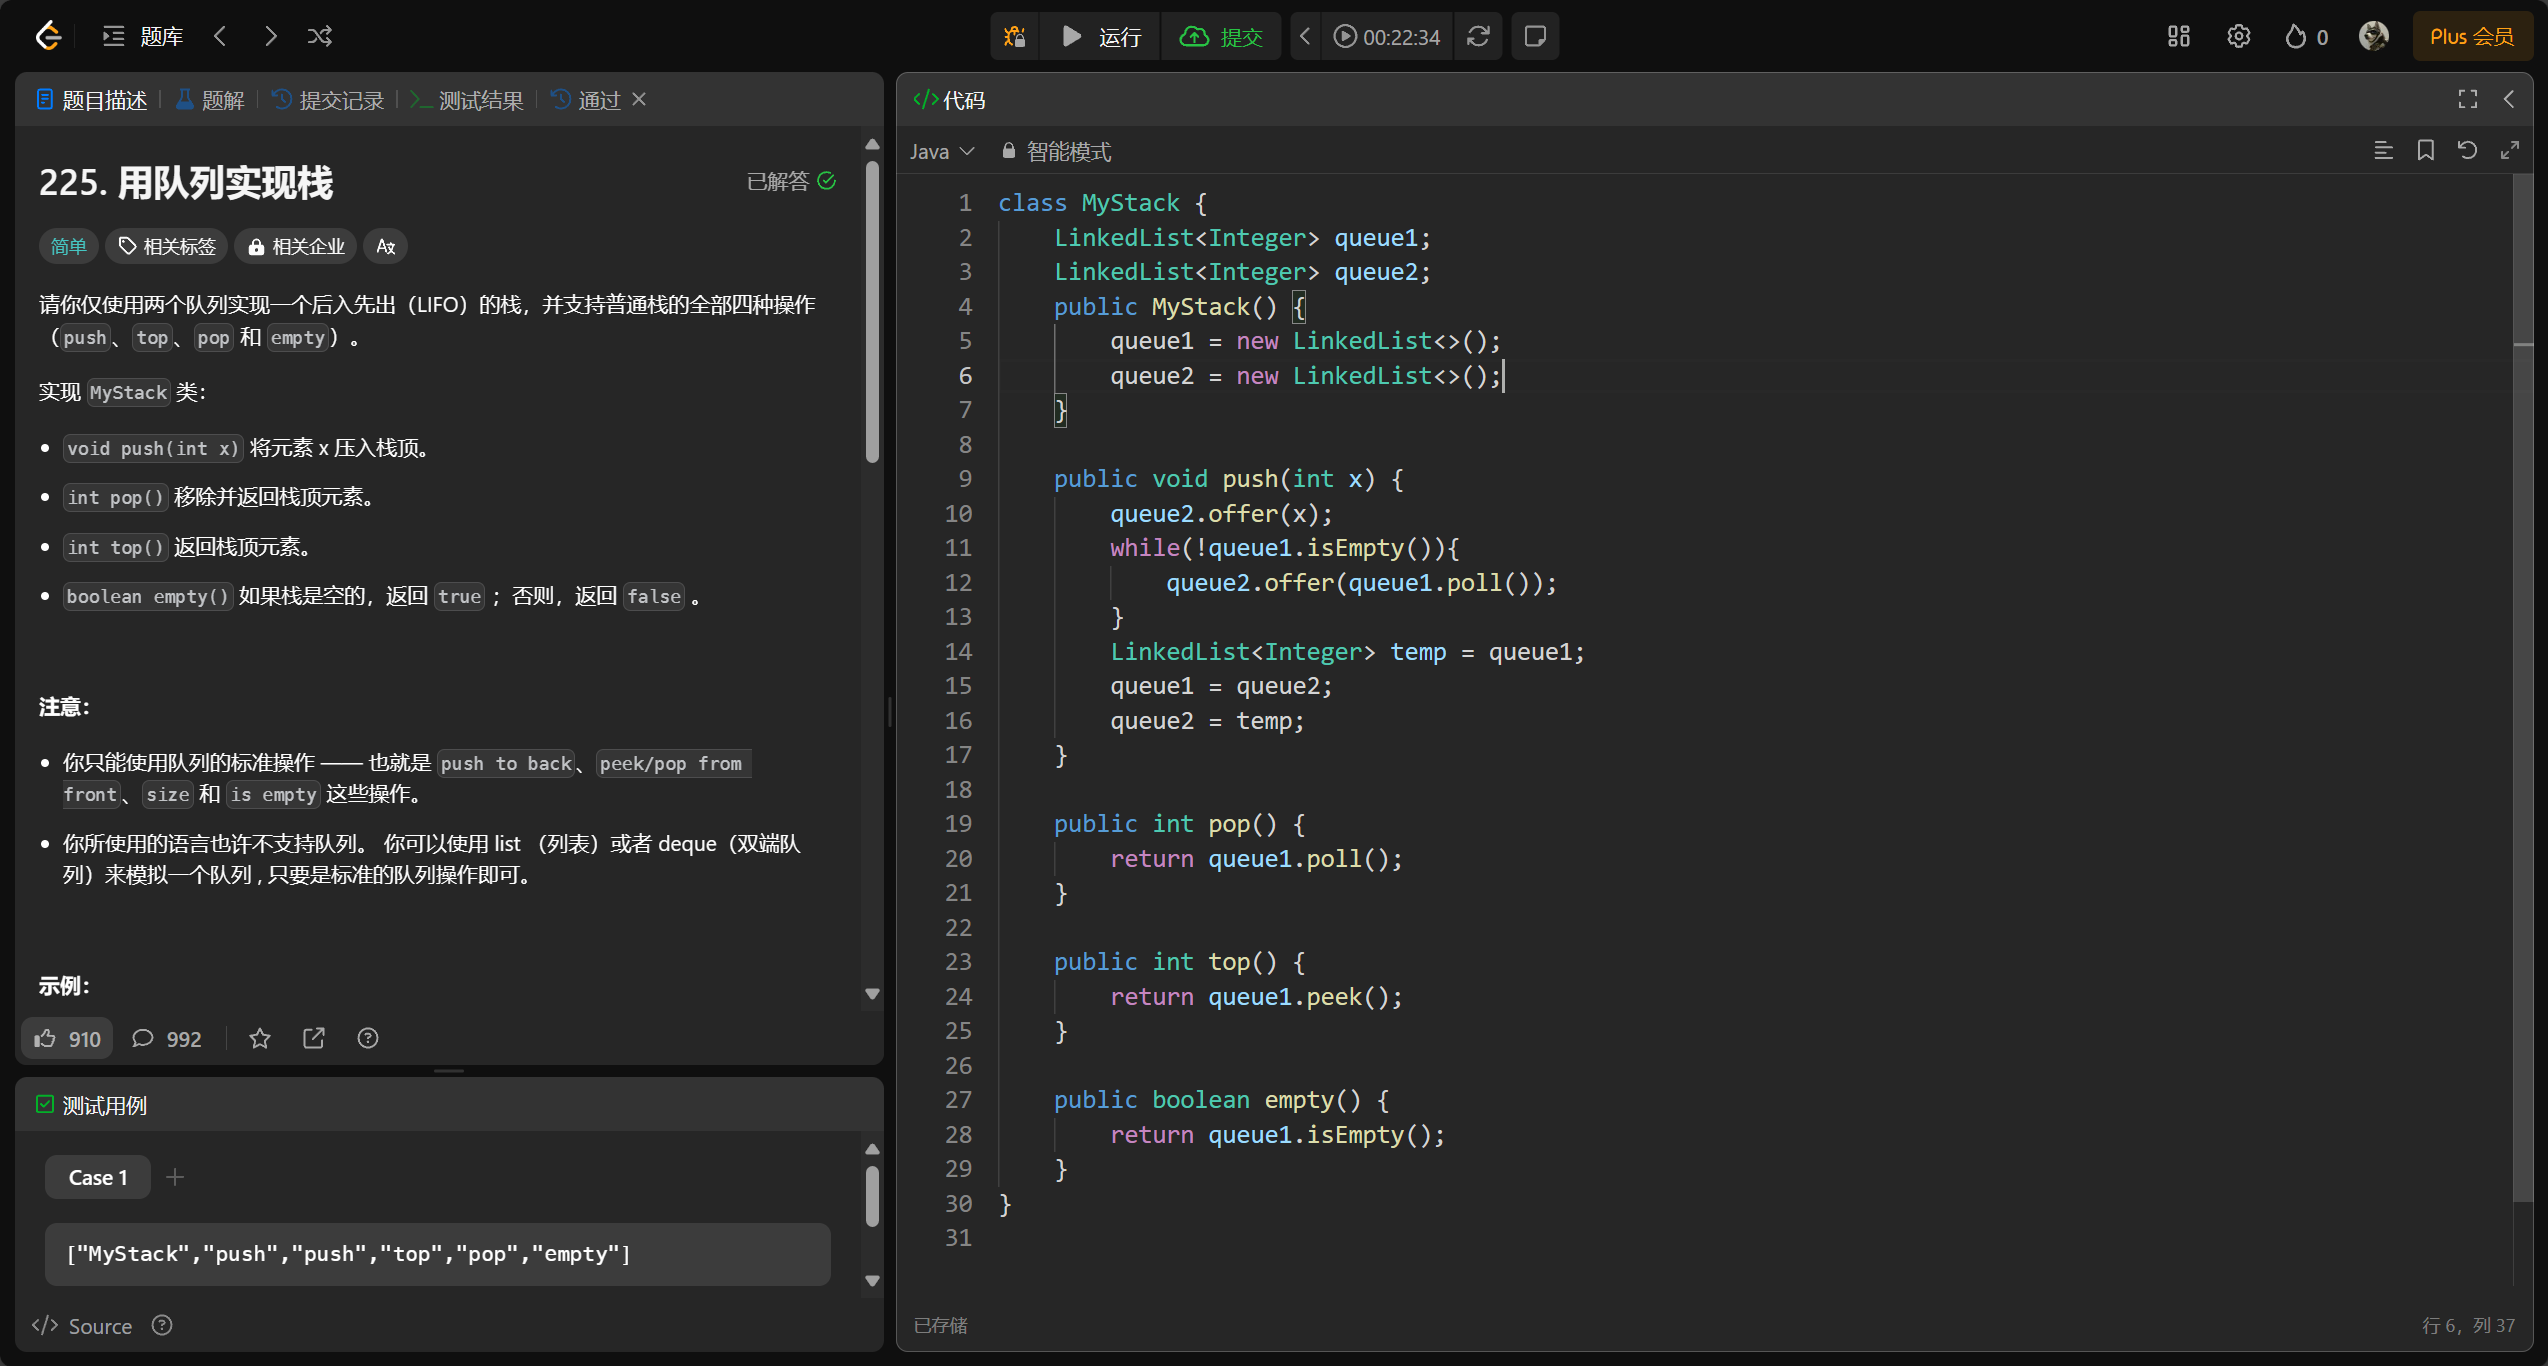 题库
运行
提交
00:22:34
0
Plus 会员
题目描述
题解
提交记录
测试结果
通过
225. 用队列实现栈
已解答
简单
相关标签
相关企业
请你仅使用两个队列实现一个后入先出（LIFO）的栈，并支持普通栈的全部四种操作
（push、top、pop 和 empty）。
实现 MyStack 类：
void push(int x) 将元素 x 压入栈顶。
int pop() 移除并返回栈顶元素。
int top() 返回栈顶元素。
boolean empty() 如果栈是空的，返回 true ；否则，返回 false 。
注意：
你只能使用队列的标准操作 —— 也就是 push to back、peek/pop from
front、size 和 is empty 这些操作。
你所使用的语言也许不支持队列。 你可以使用 list （列表）或者 deque（双端队
列）来模拟一个队列 , 只要是标准的队列操作即可。
示例：
910
992
测试用例
Case 1
["MyStack","push","push","top","pop","empty"]
</> Source
</> 代码
Java
智能模式
1 class MyStack {
2 LinkedList<Integer> queue1;
3 LinkedList<Integer> queue2;
4 public MyStack() {
5 queue1 = new LinkedList<>();
6 queue2 = new LinkedList<>();
7 }
8
9 public void push(int x) {
10 queue2.offer(x);
11 while(!queue1.isEmpty()){
12 queue2.offer(queue1.poll());
13 }
14 LinkedList<Integer> temp = queue1;
15 queue1 = queue2;
16 queue2 = temp;
17 }
18
19 public int pop() {
20 return queue1.poll();
21 }
22
23 public int top() {
24 return queue1.peek();
25 }
26
27 public boolean empty() {
28 return queue1.isEmpty();
29 }
30 }
31
已存储
行 6，列 37